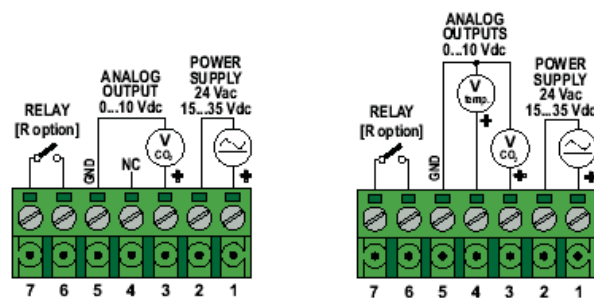 ANALOG
OUTPUT
0...10 Vdc
POWER
SUPPLY
24 Vac
15...35 Vdc
RELAY
[R option]
GND
NC
V
CO₂
+
+
7 6 5 4 3 2 1
ANALOG
OUTPUTS
0...10 Vdc
POWER
SUPPLY
24 Vac
15...35 Vdc
RELAY
[R option]
GND
V
temp.
+
V
CO₂
+
+
7 6 5 4 3 2 1